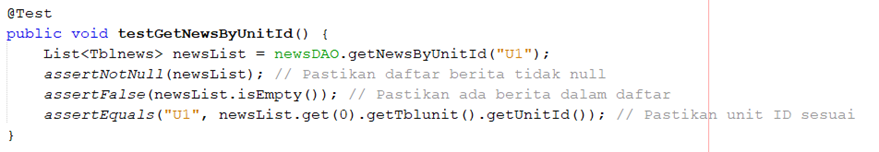 @Test
public void testGetNewsByUnitId() {
    List<Tblnews> newsList = newsDAO.getNewsByUnitId("U1");
    assertNotNull(newsList); // Pastikan daftar berita tidak null
    assertFalse(newsList.isEmpty()); // Pastikan ada berita dalam daftar
    assertEquals("U1", newsList.get(0).getTblunit().getUnitId()); // Pastikan unit ID sesuai
}